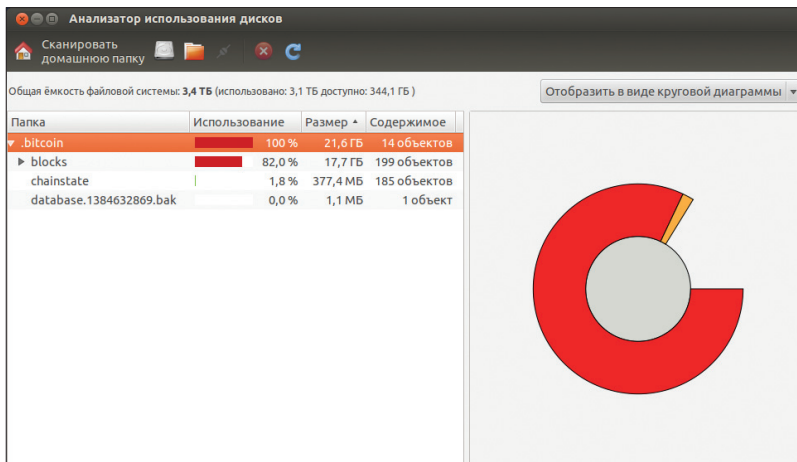 Анализатор использования дисков
Сканировать
домашнюю папку
Общая ёмкость файловой системы: 3,4 ТБ (использовано: 3,1 ТБ доступно: 344,1 ГБ )
Отобразить в виде круговой диаграммы
Папка Использование Размер Содержимое
.bitcoin 100 % 21,6 ГБ 14 объектов
blocks 82,0 % 17,7 ГБ 199 объектов
chainstate 1,8 % 377,4 МБ 185 объектов
database.1384632869.bak 0,0 % 1,1 МБ 1 объект